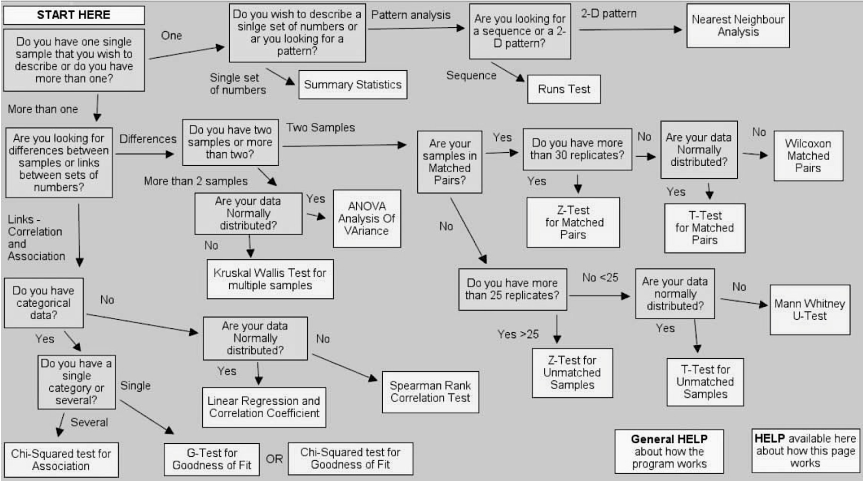 START HERE
Do you have one single
sample that you wish to
describe or do you have
more than one?
One
Do you wish to describe a
sinlge set of numbers or
ar you looking for a
pattern?
Pattern analysis
Are you looking for
a sequence or a 2-
D pattern?
2-D pattern
Nearest Neighbour
Analysis
Single set
of numbers
Summary Statistics
Sequence
Runs Test
More than one
Are you looking for
differences between
samples or links
between sets of
numbers?
Differences
Do you have two
samples or more
than two?
Two Samples
Are your
samples in
Matched
Pairs?
Yes
Do you have more
than 30 replicates?
No
Are your data
Normally
distributed?
No
Wilcoxon
Matched
Pairs
More than 2 samples
Are your data
Normally
distributed?
Yes
ANOVA
Analysis Of
VAriance
Yes
Z-Test
for Matched
Pairs
Yes
T-Test
for Matched
Pairs
Links -
Correlation
and
Association
No
Kruskal Wallis Test for
multiple samples
No
Do you have more
than 25 replicates?
No <25
Are your data
normally
distributed?
No
Mann Whitney
U-Test
Do you have
categorical
data?
No
Are your data
Normally
distributed?
No
Yes >25
Z-Test for
Unmatched
Samples
Yes
T-Test for
Unmatched
Samples
Yes
Do you have a
single
category or
several?
Single
Yes
Linear Regression and
Correlation Coefficient
Spearman Rank
Correlation Test
Several
Chi-Squared test for
Association
G-Test for
Goodness of Fit
OR
Chi-Squared test for
Goodness of Fit
General HELP
about how the
program works
HELP available here
about how this page
works